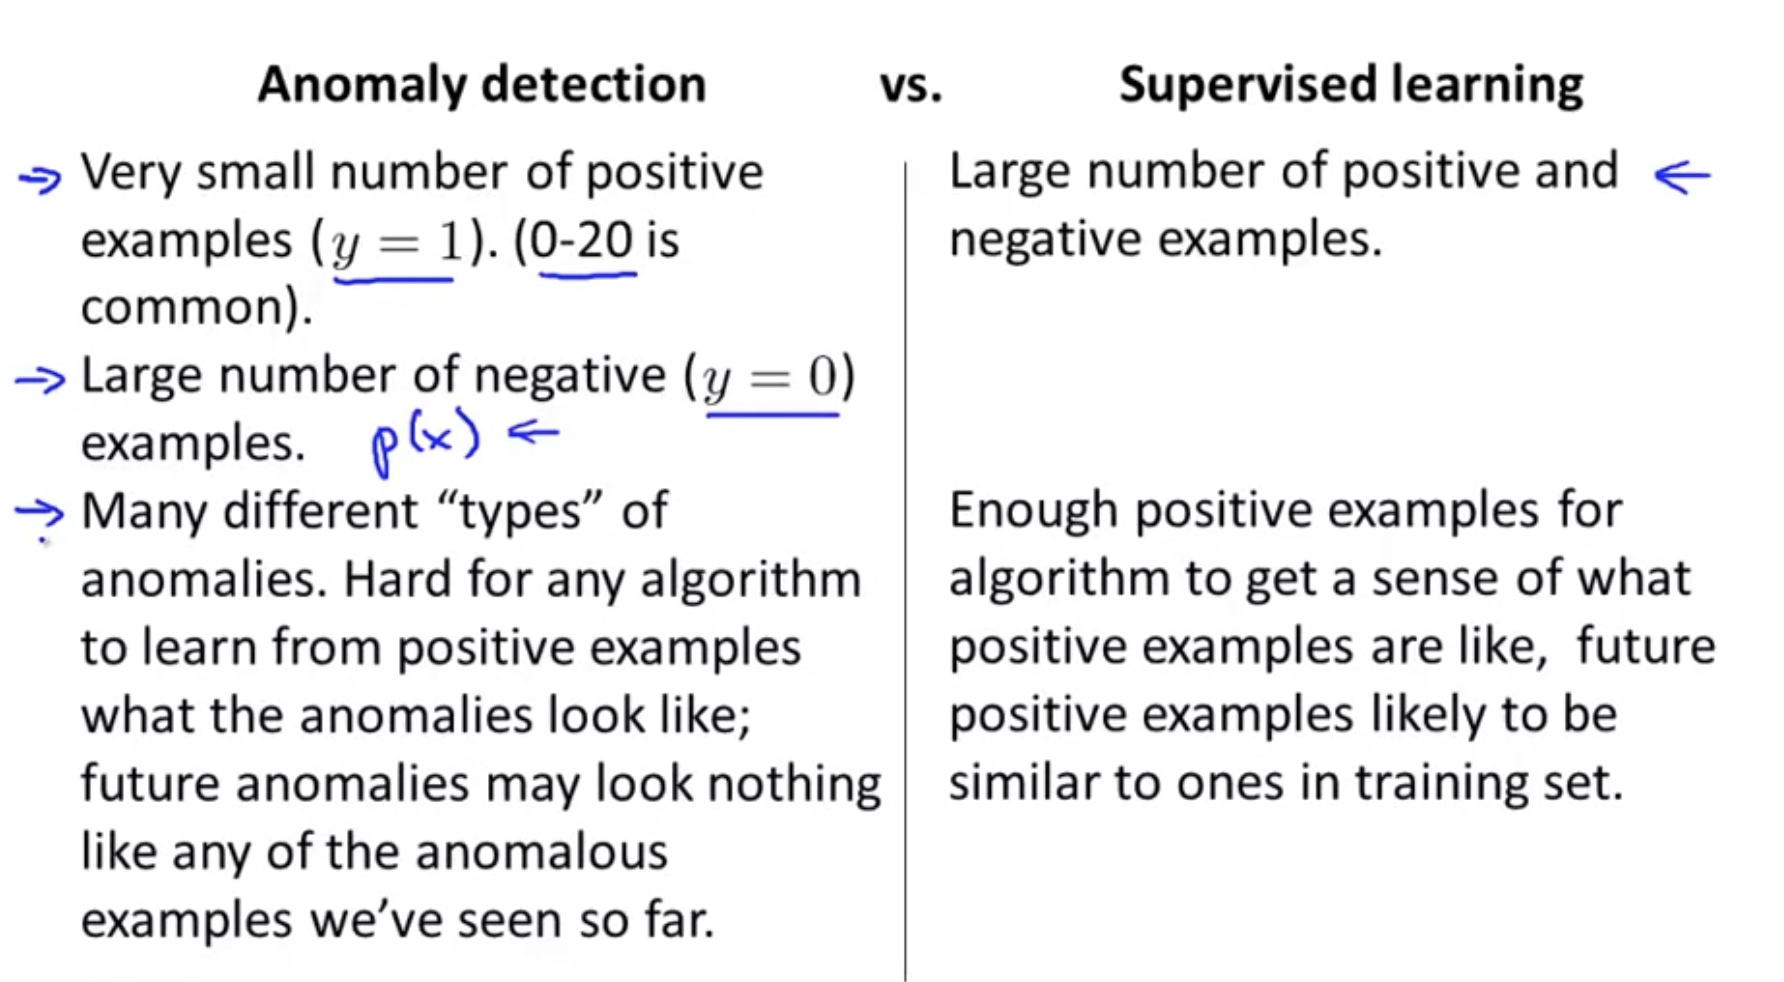 Anomaly detection vs. Supervised learning
→ Very small number of positive
examples (y = 1). (0-20 is
common).
→ Large number of negative (y = 0)
examples. p(x) ←
→ Many different “types” of
anomalies. Hard for any algorithm
to learn from positive examples
what the anomalies look like;
future anomalies may look nothing
like any of the anomalous
examples we’ve seen so far.
Large number of positive and ←
negative examples.
Enough positive examples for
algorithm to get a sense of what
positive examples are like, future
positive examples likely to be
similar to ones in training set.